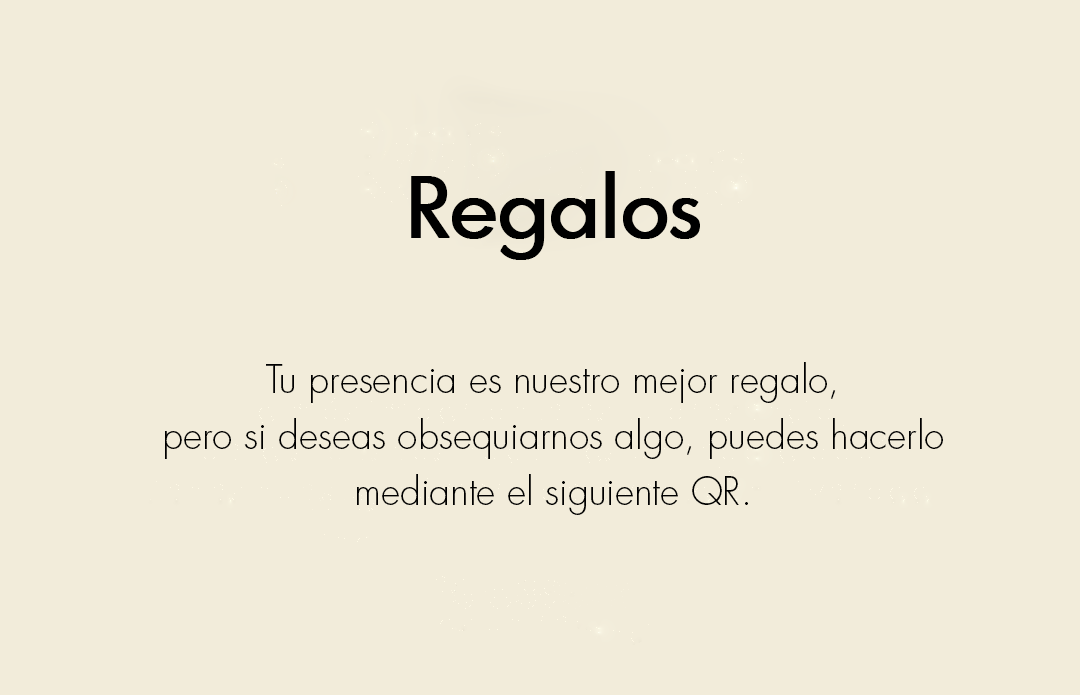 Regalos
Tu presencia es nuestro mejor regalo,
pero si deseas obsequiarnos algo, puedes hacerlo
mediante el siguiente QR.